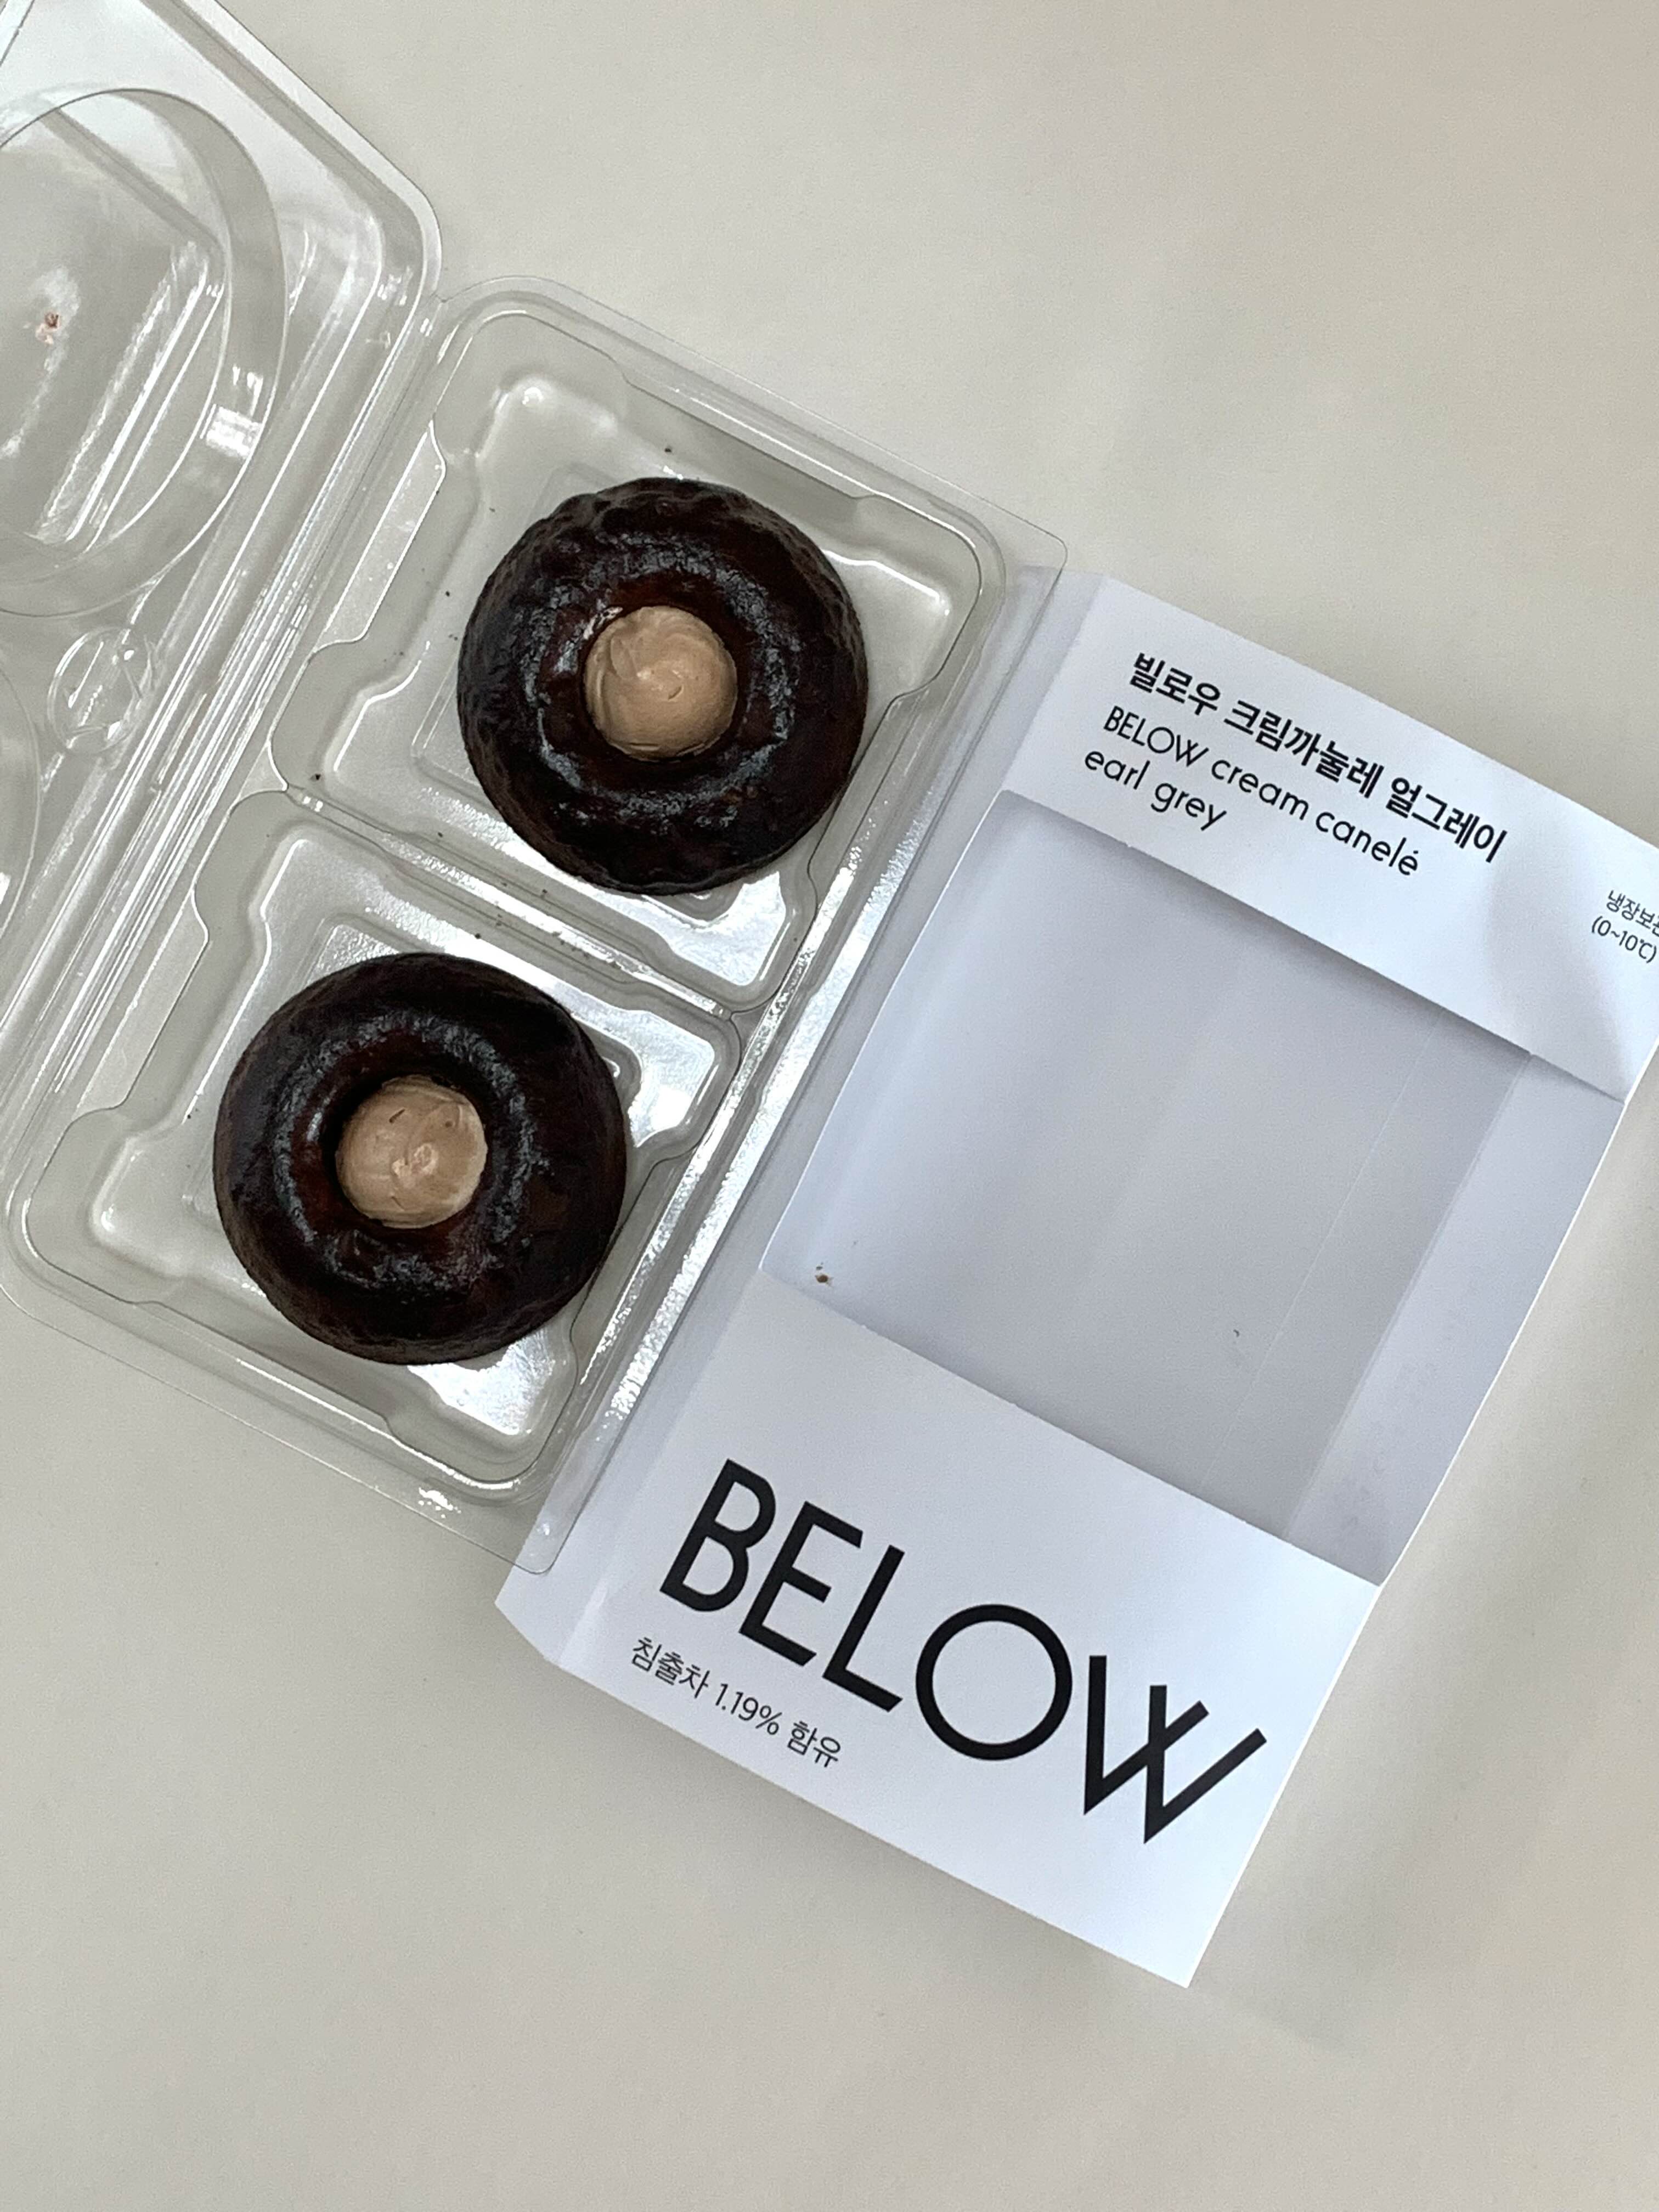 빌로우 크림까눌레 얼그레이
BELOW cream canelé
earl grey
(0~10℃)
BELOW
침출차 1.19% 함유